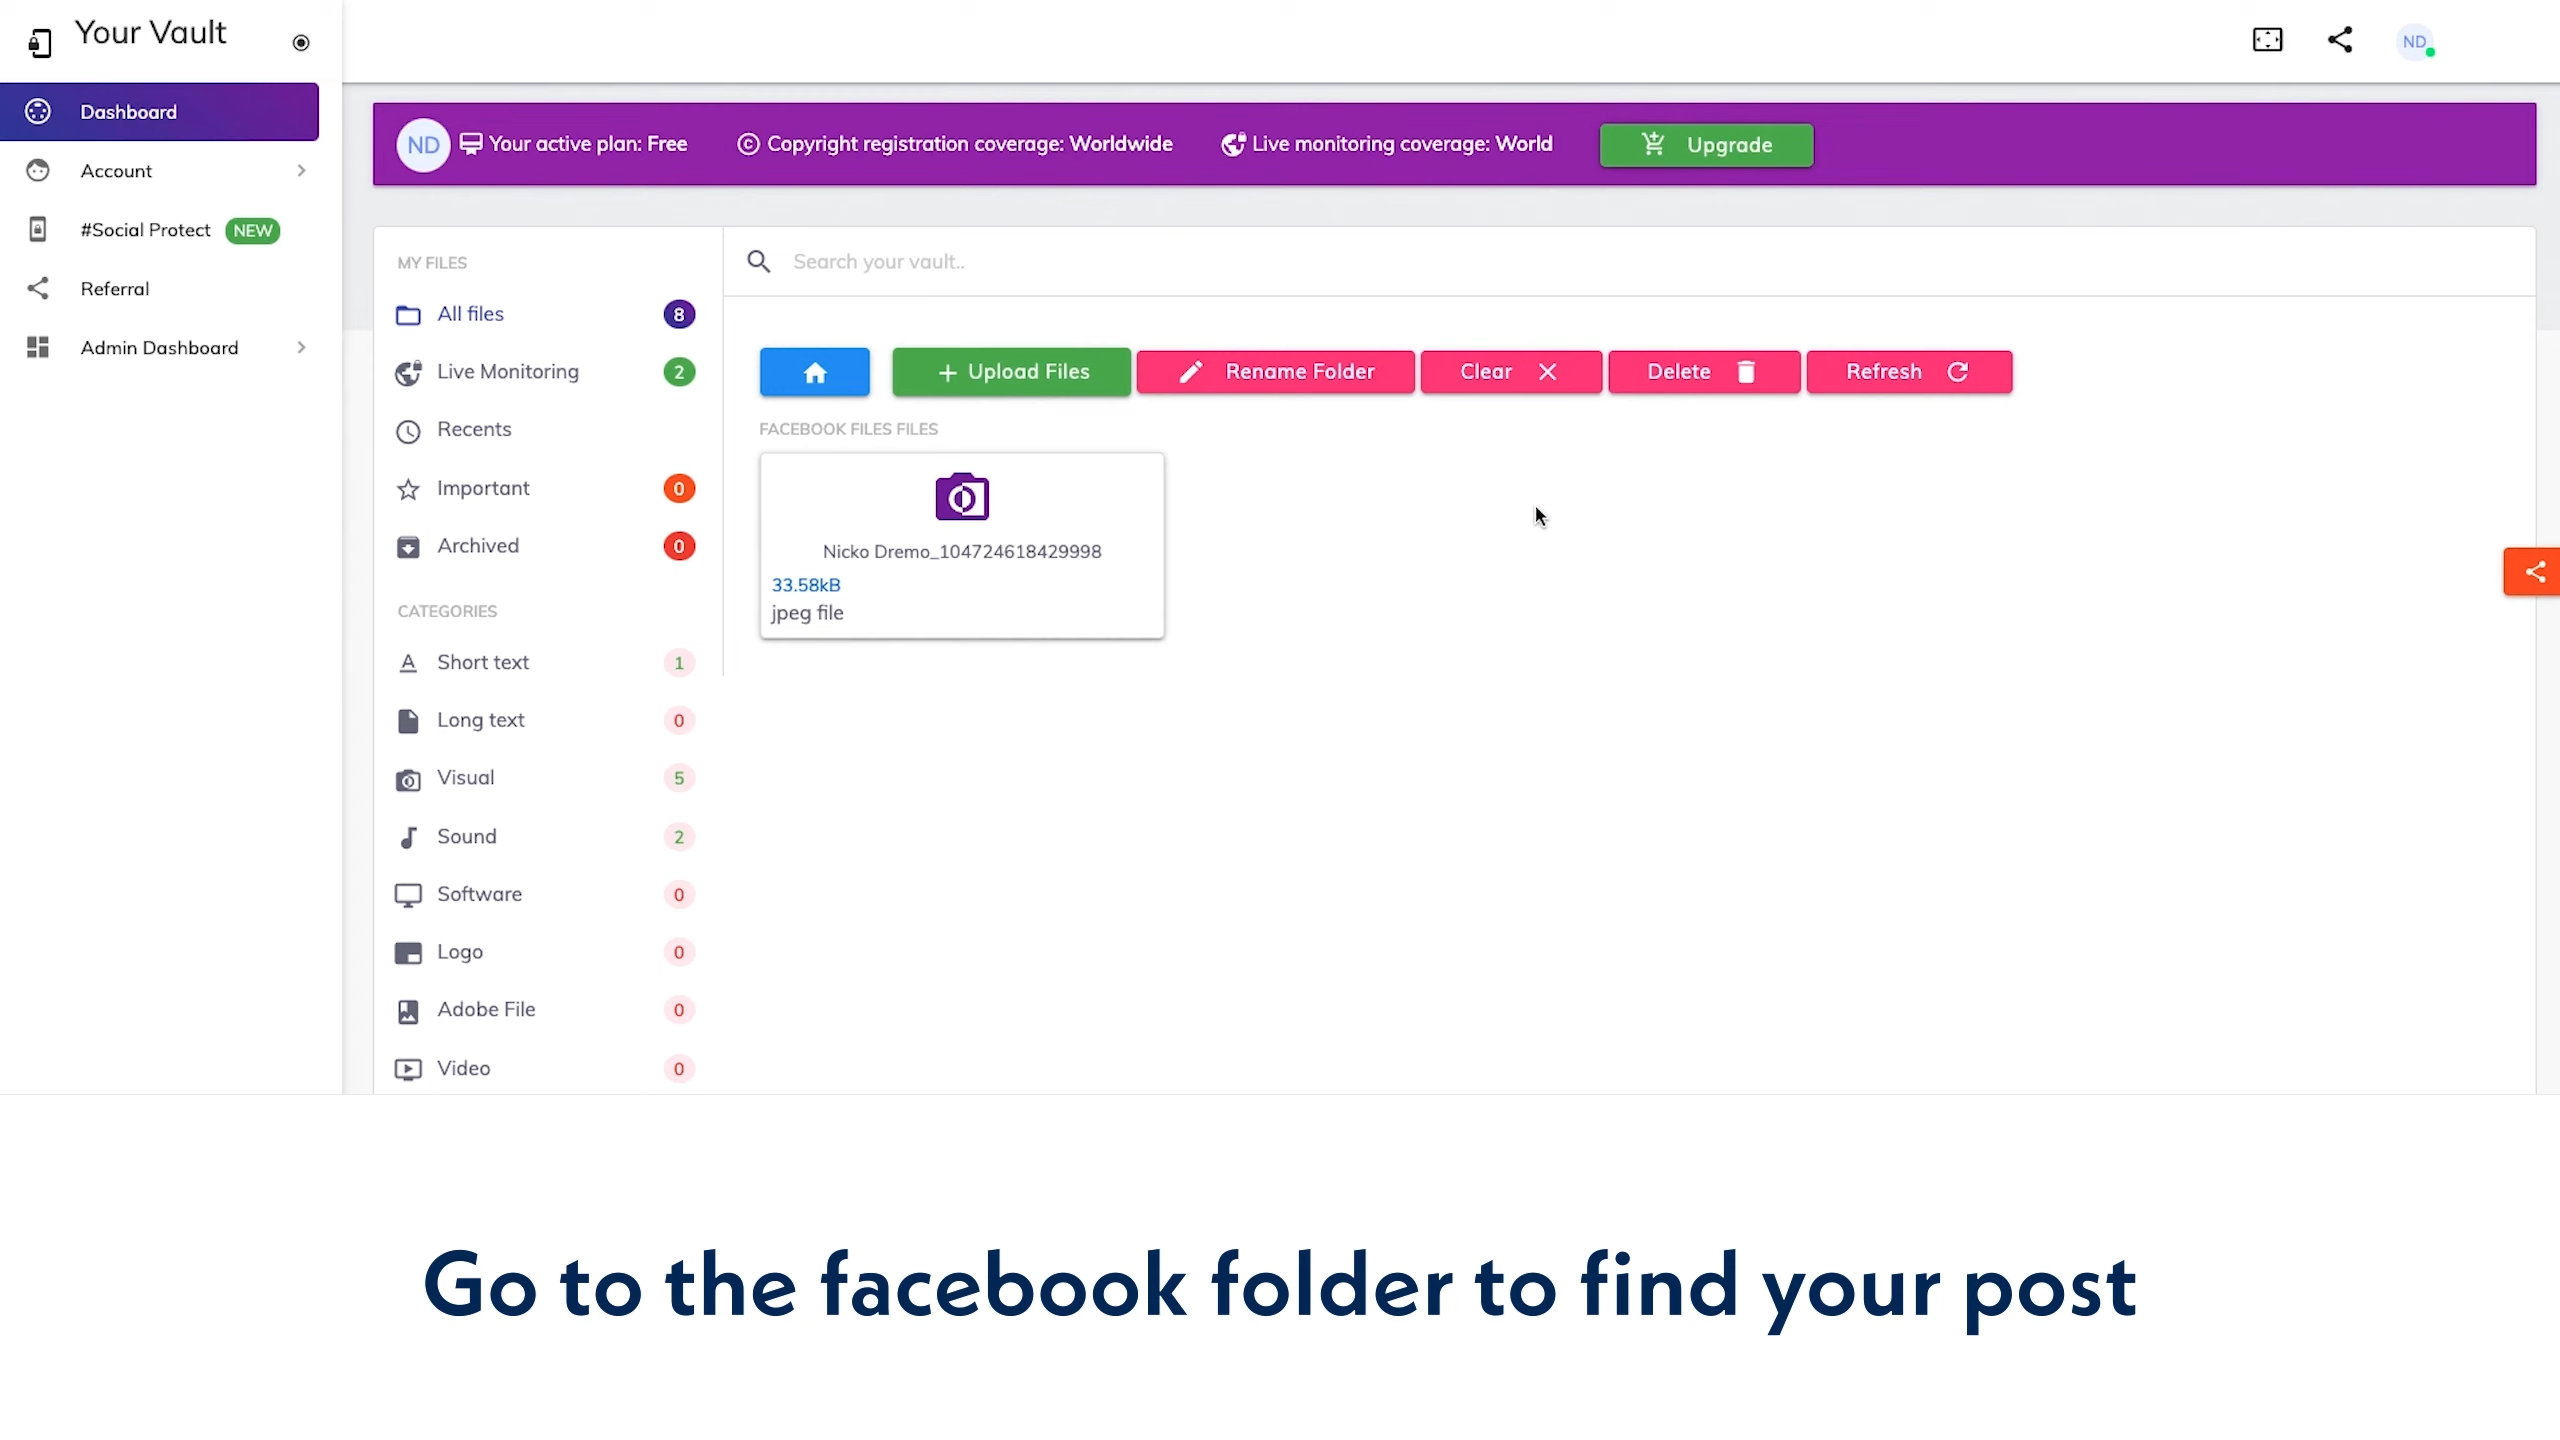 Your Vault
ND
Dashboard
Account
#Social Protect NEW
Referral
Admin Dashboard
ND Your active plan: Free Copyright registration coverage: Worldwide Live monitoring coverage: World Upgrade
MY FILES
All files 8
Live Monitoring 2
Recents
Important 0
Archived 0
CATEGORIES
Short text 1
Long text 0
Visual 5
Sound 2
Software 0
Logo 0
Adobe File 0
Video 0
Search your vault..
+ Upload Files Rename Folder Clear Delete Refresh
FACEBOOK FILES FILES
Nicko Dremo_104724618429998
33.58kB
jpeg file
Go to the facebook folder to find your post